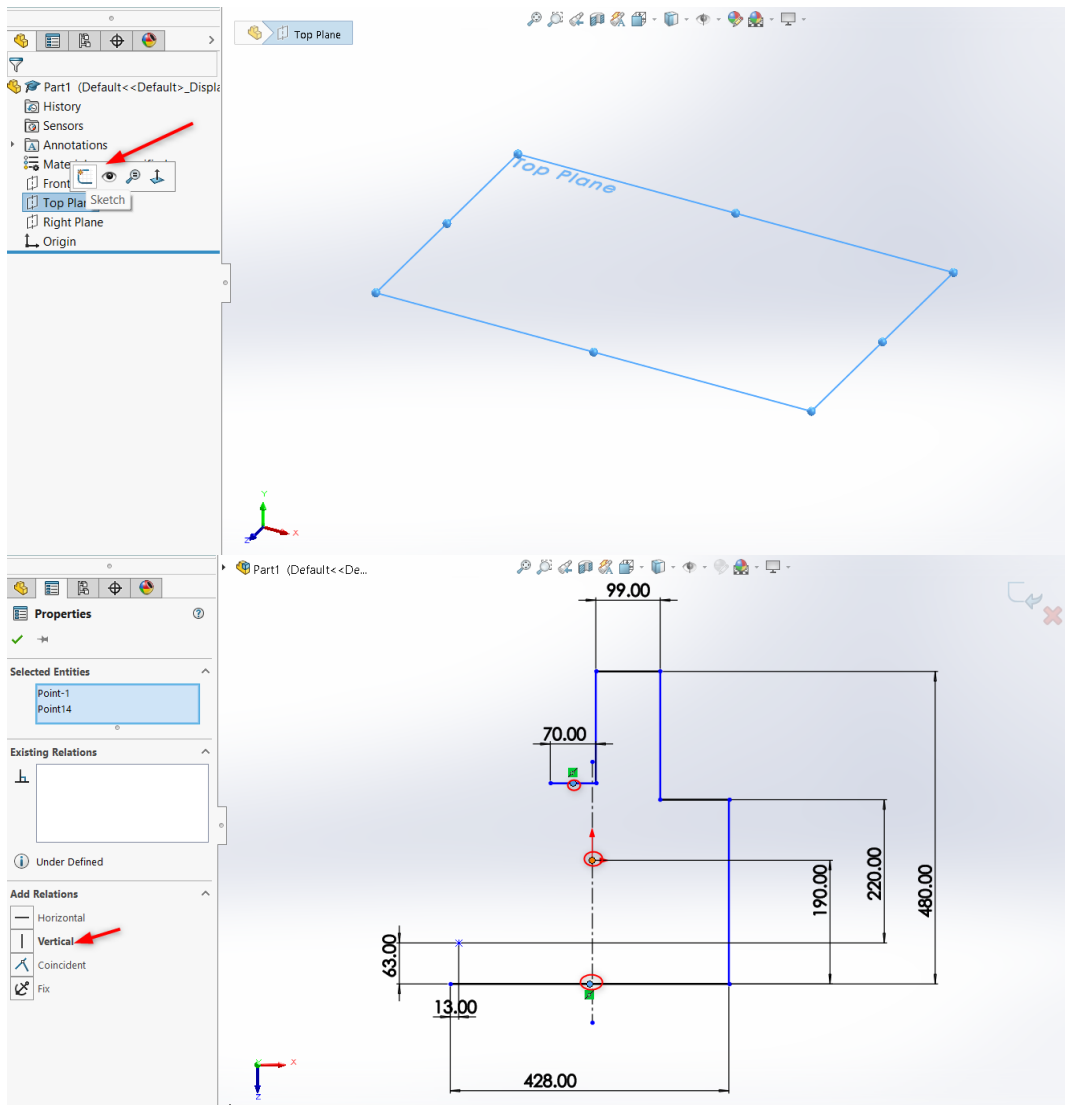 Top Plane
Part1 (Default<<Default>_Displa
History
Sensors
Annotations
Mate
Front
Top Plan
Sketch
Right Plane
Origin
Top Plane
Y
X
Z
Part1 (Default<<De...
Properties
Selected Entities
Point-1
Point14
Existing Relations
Under Defined
Add Relations
Horizontal
Vertical
Coincident
Fix
99.00
70.00
190.00
220.00
480.00
63.00
13.00
428.00
X
Z